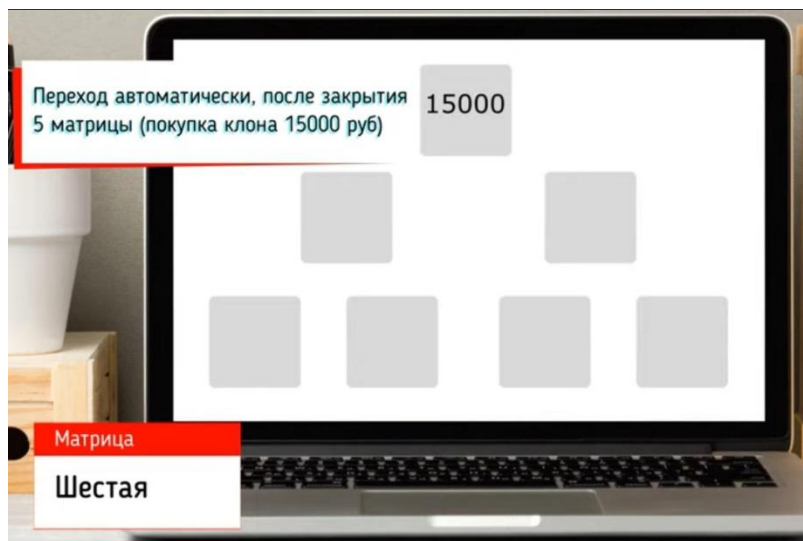 Переход автоматически, после закрытия
5 матрицы (покупка клона 15000 руб)
15000
Матрица
Шестая